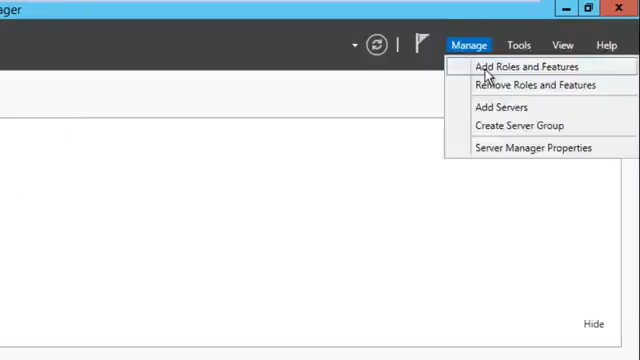 ager
Manage Tools View Help
Add Roles and Features
Remove Roles and Features
Add Servers
Create Server Group
Server Manager Properties
Hide